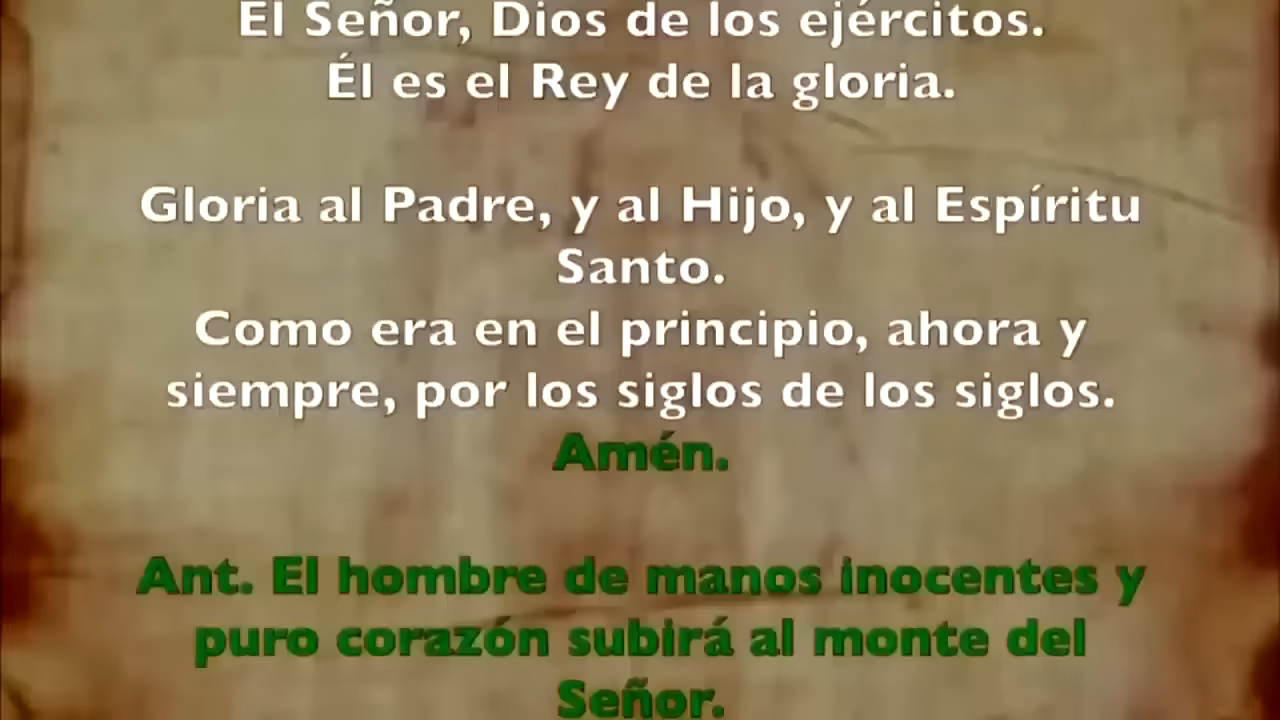 El Señor, Dios de los ejércitos.
Él es el Rey de la gloria.
Gloria al Padre, y al Hijo, y al Espíritu
Santo.
Como era en el principio, ahora y
siempre, por los siglos de los siglos.
Amén.
Ant. El hombre de manos inocentes y
puro corazón subirá al monte del
Señor.